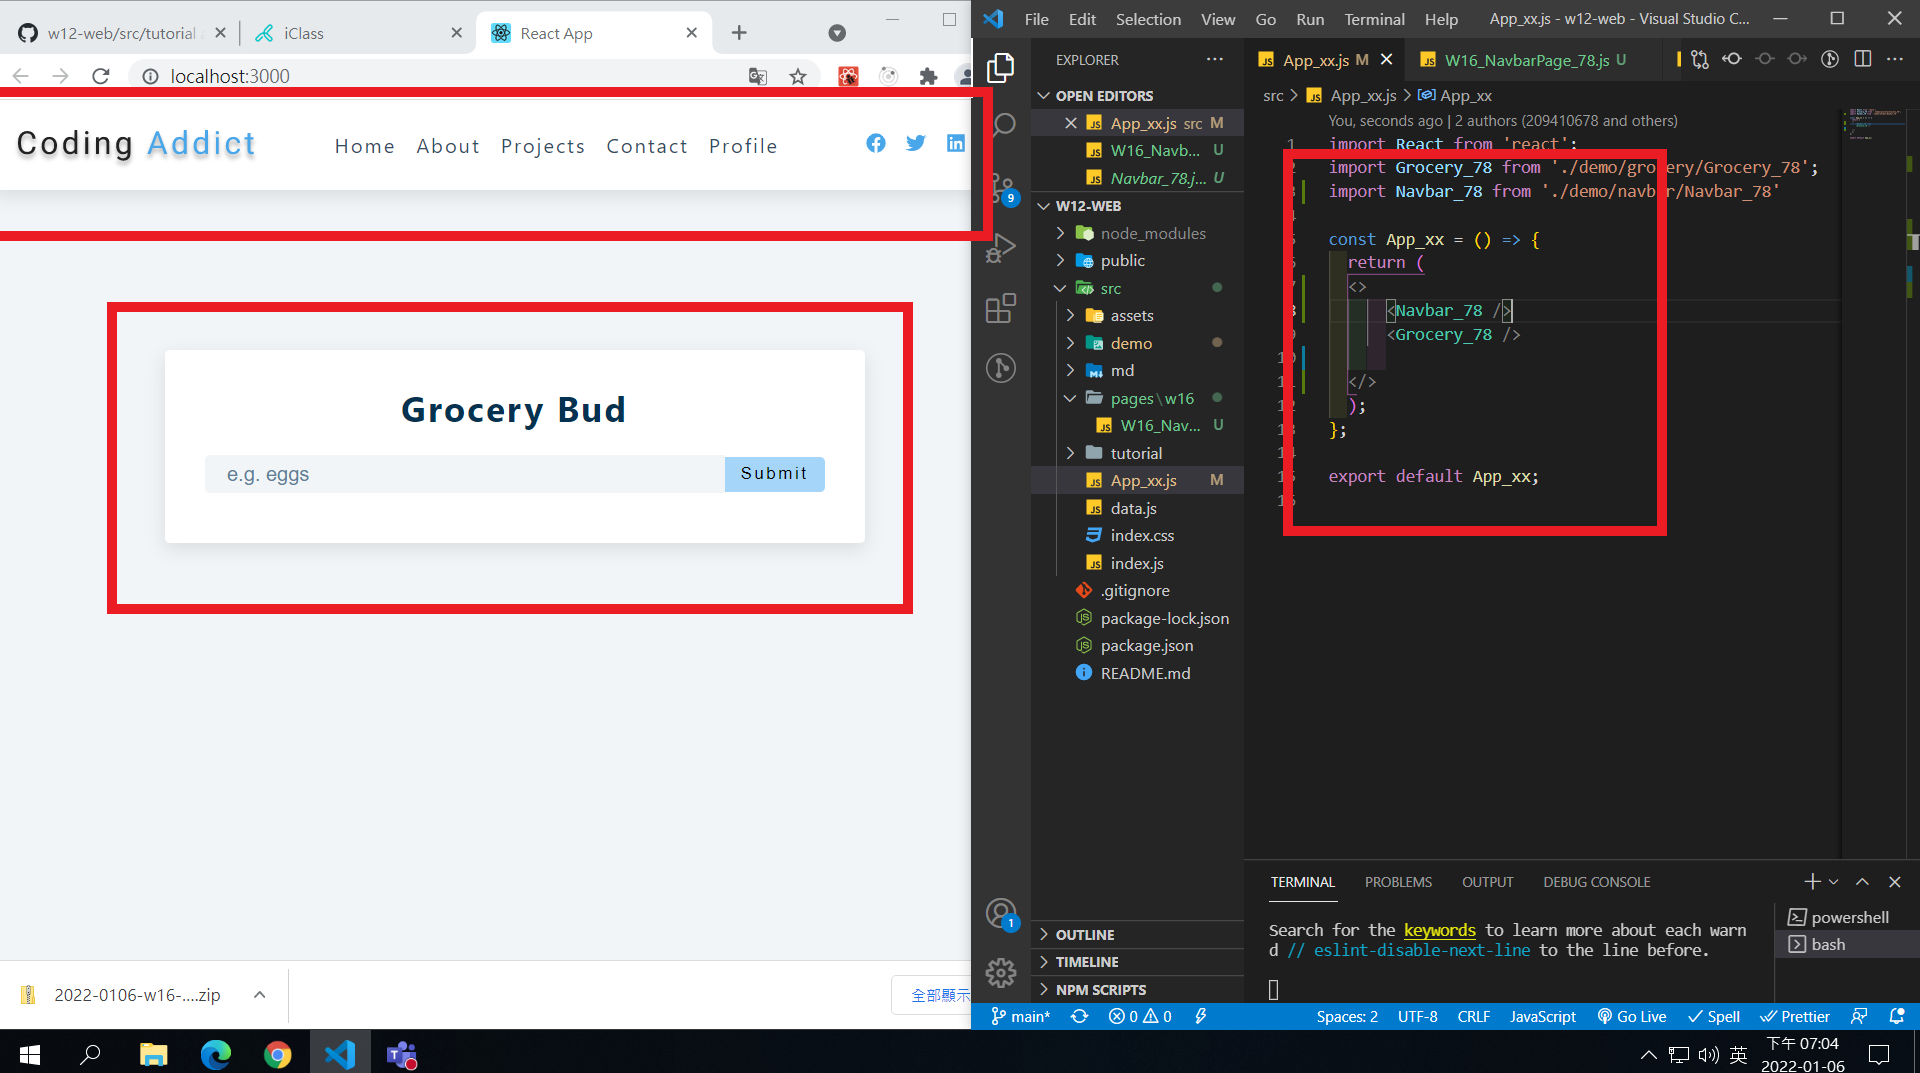 w12-web/src/tutorial
iClass
React App
localhost:3000
Coding Addict
Home About Projects Contact Profile
Grocery Bud
e.g. eggs
Submit
2022-0106-w16-....zip
全部顯示
File Edit Selection View Go Run Terminal Help
App_xx.js - w12-web - Visual Studio C...
EXPLORER
OPEN EDITORS
App_xx.js src M
W16_Navb... U
Navbar_78.j... U
W12-WEB
node_modules
public
src
assets
demo
md
pages\w16
W16_Nav... U
tutorial
App_xx.js M
data.js
index.css
index.js
.gitignore
package-lock.json
package.json
README.md
OUTLINE
TIMELINE
NPM SCRIPTS
9
1
App_xx.js M
W16_NavbarPage_78.js U
src > App_xx.js > App_xx
You, seconds ago | 2 authors (209410678 and others)
import React from 'react';
import Grocery_78 from './demo/grocery/Grocery_78';
import Navbar_78 from './demo/navbar/Navbar_78'
const App_xx = () => {
return (
<>
<Navbar_78 />
<Grocery_78 />
</>
);
};
export default App_xx;
TERMINAL PROBLEMS OUTPUT DEBUG CONSOLE
Search for the keywords to learn more about each warn
d // eslint-disable-next-line to the line before.
powershell
bash
main* 0 0 Spaces: 2 UTF-8 CRLF JavaScript Go Live Spell Prettier
英
下午 07:04
2022-01-06